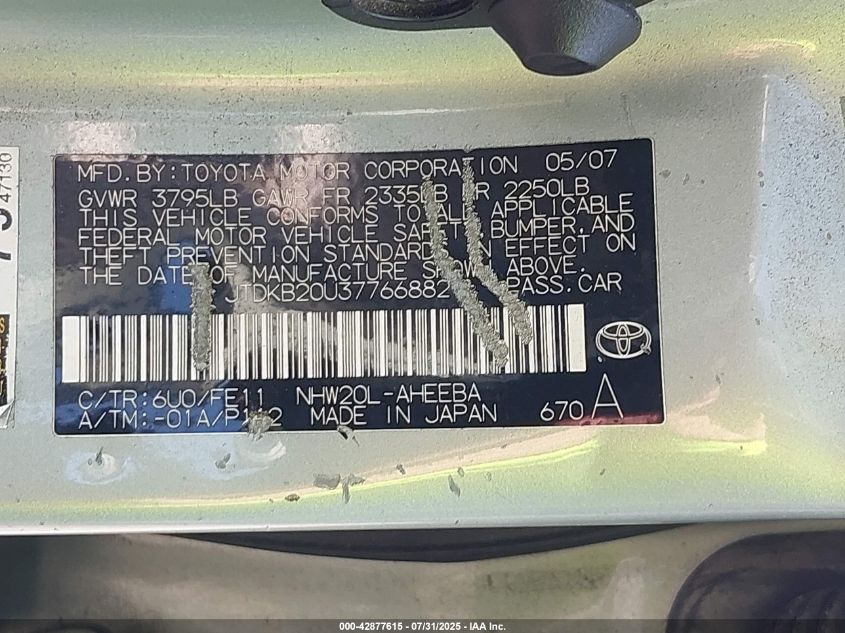 MFD. BY: TOYOTA MOTOR CORPORATION 05/07
GVWR 3795LB GAWR FR 2335LB RR 2250LB
THIS VEHICLE CONFORMS TO ALL APPLICABLE
FEDERAL MOTOR VEHICLE SAFETY, BUMPER, AND
THEFT PREVENTION STANDARDS IN EFFECT ON
THE DATE OF MANUFACTURE SHOWN ABOVE.
JTDKB20U37766882 PASS. CAR
C/TR: 6U0/FE11 NHW20L-AHEEBA
A/TM: -01A/P112 MADE IN JAPAN 670 A
47130
000-42877615 - 07/31/2025 - IAA Inc.